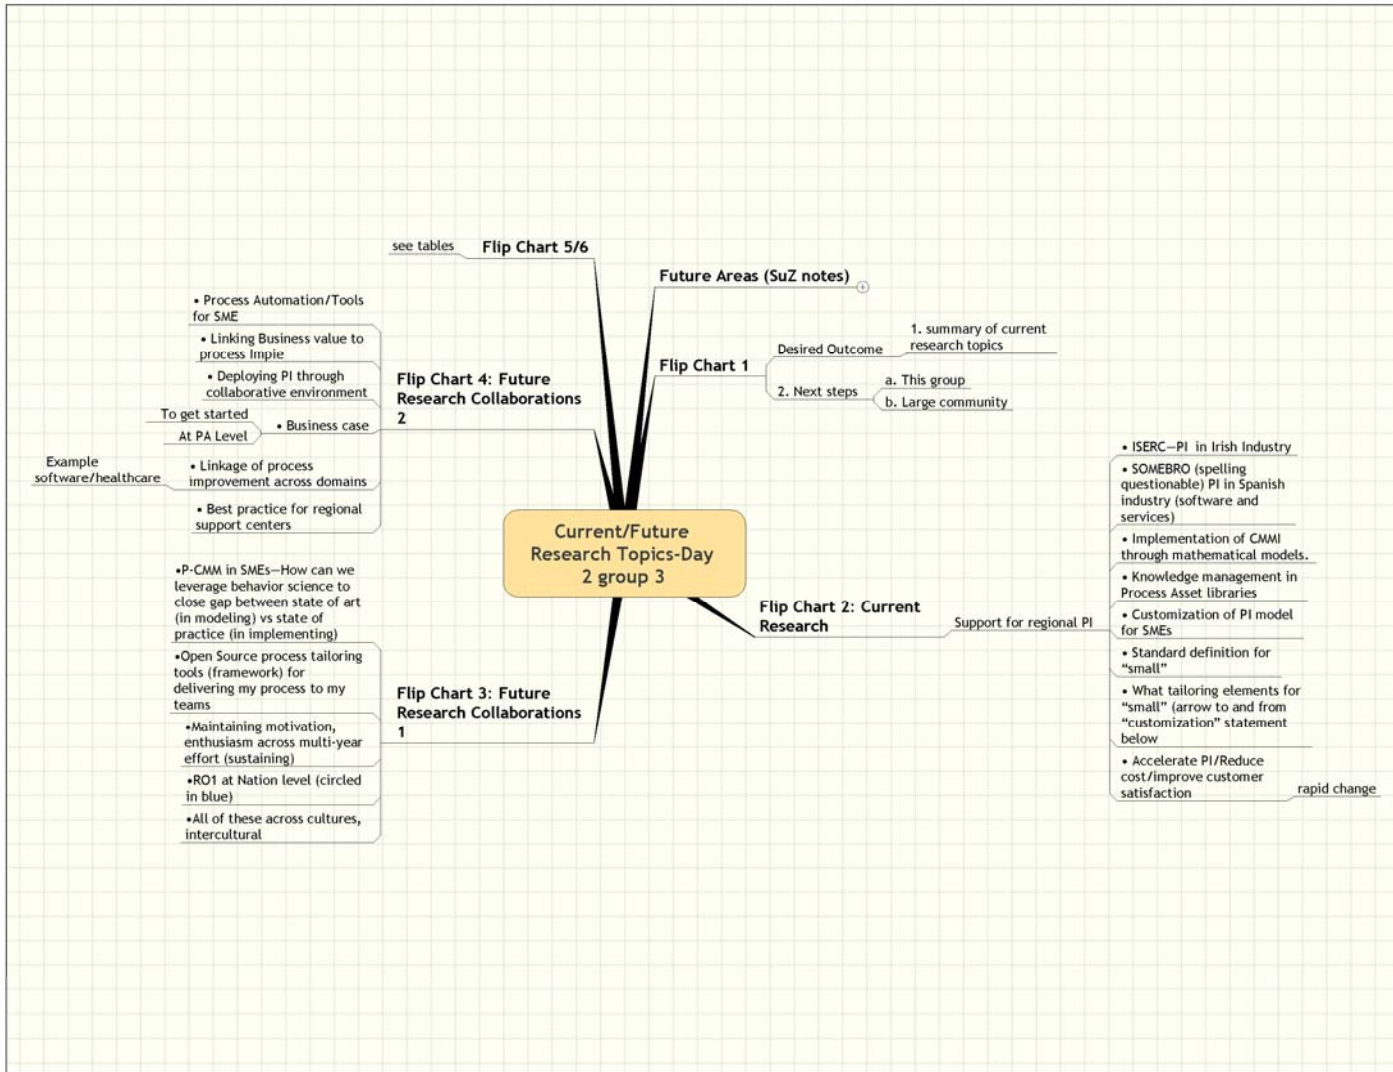 Current/Future
Research Topics-Day
2 group 3
Future Areas (SuZ notes)
Flip Chart 1
Desired Outcome
1. summary of current
research topics
2. Next steps
a. This group
b. Large community
Flip Chart 2: Current
Research
Support for regional PI
• ISERC—PI in Irish Industry
• SOMEBRO (spelling
questionable) PI in Spanish
industry (software and
services)
• Implementation of CMMI
through mathematical models.
• Knowledge management in
Process Asset libraries
• Customization of PI model
for SMEs
• Standard definition for
“small”
• What tailoring elements for
“small” (arrow to and from
“customization” statement
below
• Accelerate PI/Reduce
cost/improve customer
satisfaction
rapid change
Flip Chart 3: Future
Research Collaborations
1
•P-CMM in SMEs—How can we
leverage behavior science to
close gap between state of art
(in modeling) vs state of
practice (in implementing)
•Open Source process tailoring
tools (framework) for
delivering my process to my
teams
•Maintaining motivation,
enthusiasm across multi-year
effort (sustaining)
•RO1 at Nation level (circled
in blue)
•All of these across cultures,
intercultural
Flip Chart 4: Future
Research Collaborations
2
• Process Automation/Tools
for SME
• Linking Business value to
process Impie
• Deploying PI through
collaborative environment
• Business case
To get started
At PA Level
• Linkage of process
improvement across domains
Example
software/healthcare
• Best practice for regional
support centers
Flip Chart 5/6
see tables